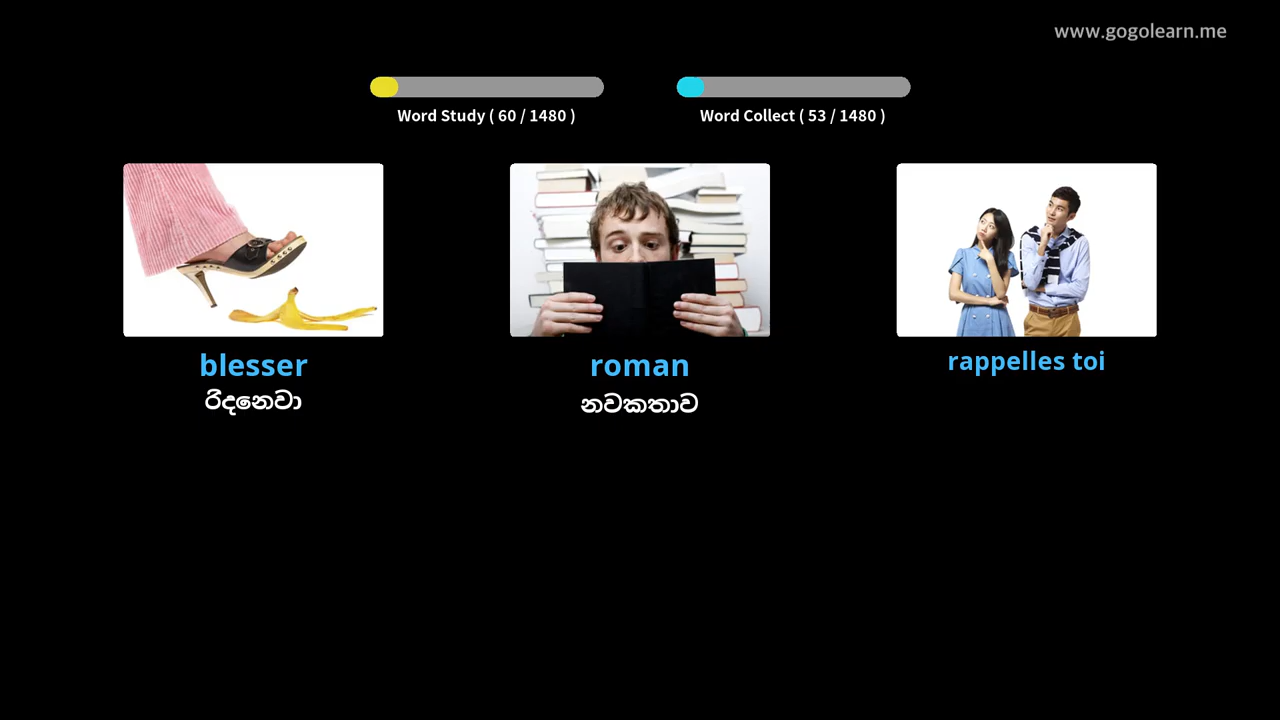 www.gogolearn.me
Word Study ( 60 / 1480 )
Word Collect ( 53 / 1480 )
blesser
roman
rappelles toi
රිදනෙවා
නවකතාව